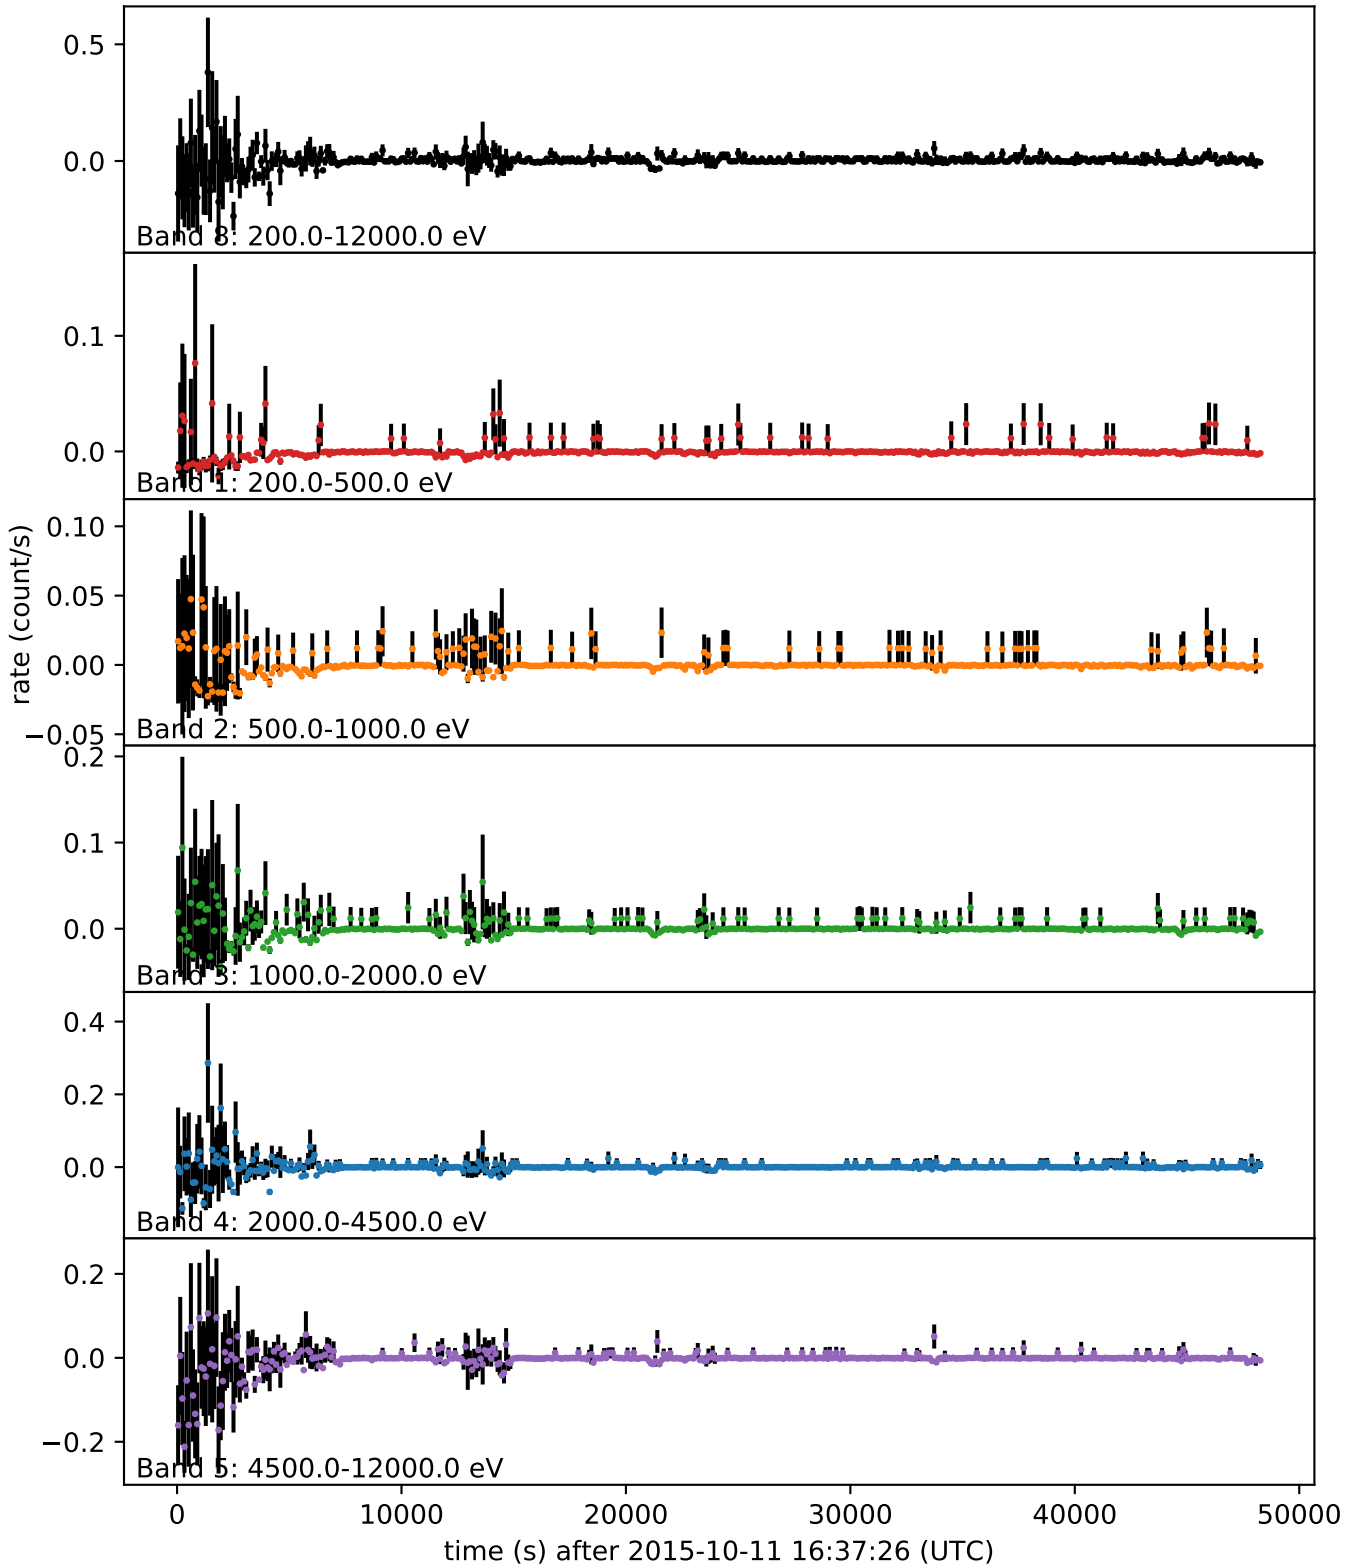 0.5
0.0
Band 8: 200.0-12000.0 eV
0.1
0.0
Band 1: 200.0-500.0 eV
rate (count/s)
0.10
0.05
0.00
−0.05
Band 2: 500.0-1000.0 eV
0.2
0.1
0.0
Band 3: 1000.0-2000.0 eV
0.4
0.2
0.0
Band 4: 2000.0-4500.0 eV
0.2
0.0
−0.2
Band 5: 4500.0-12000.0 eV
0 10000 20000 30000 40000 50000
time (s) after 2015-10-11 16:37:26 (UTC)